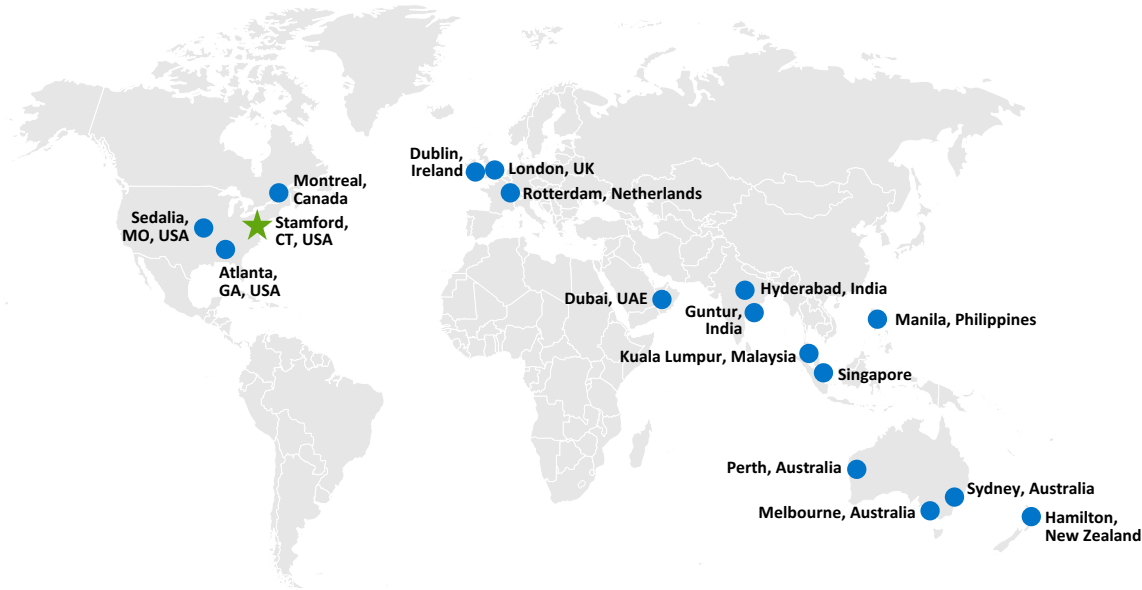 Dublin,
Ireland
London, UK
Rotterdam, Netherlands
Montreal,
Canada
Sedalia,
MO, USA
Stamford,
CT, USA
Atlanta,
GA, USA
Dubai, UAE
Hyderabad, India
Guntur,
India
Manila, Philippines
Kuala Lumpur, Malaysia
Singapore
Perth, Australia
Sydney, Australia
Melbourne, Australia
Hamilton,
New Zealand